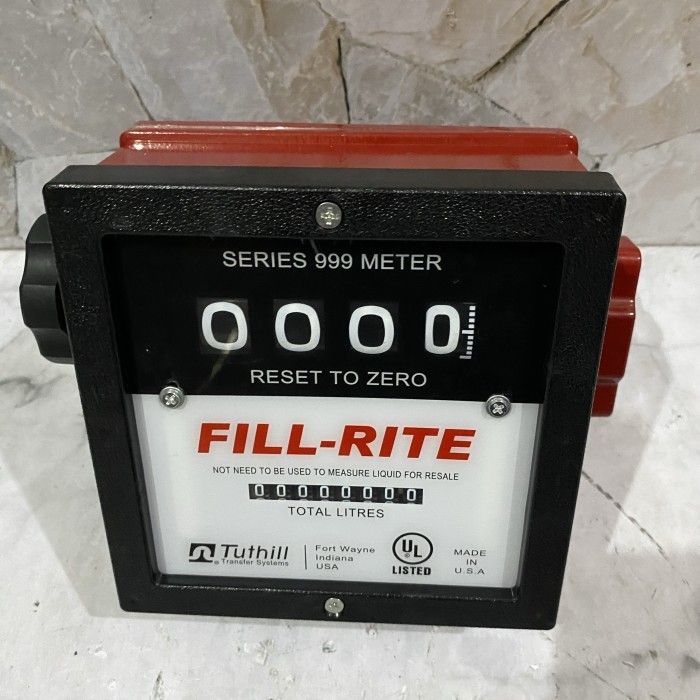 SERIES 999 METER
0000
RESET TO ZERO
FILL-RITE
NOT NEED TO BE USED TO MEASURE LIQUID FOR RESALE
00000000
TOTAL LITRES
Tuthill
® Transfer Systems
Fort Wayne
Indiana
USA
UL
®
LISTED
MADE
IN
U.S.A